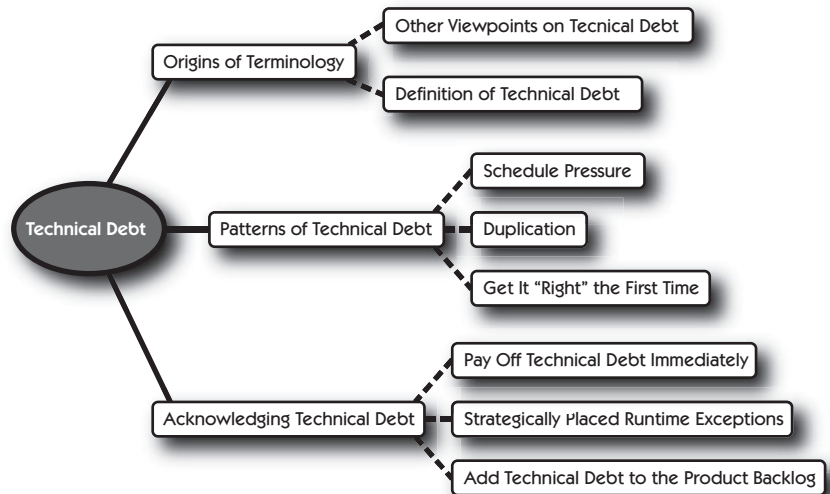 Other Viewpoints on Tecnical Debt
Origins of Terminology
Definition of Technical Debt
Schedule Pressure
Technical Debt
Patterns of Technical Debt
Duplication
Get It “Right” the First Time
Pay Off Technical Debt Immediately
Acknowledging Technical Debt
Strategically Placed Runtime Exceptions
Add Technical Debt to the Product Backlog